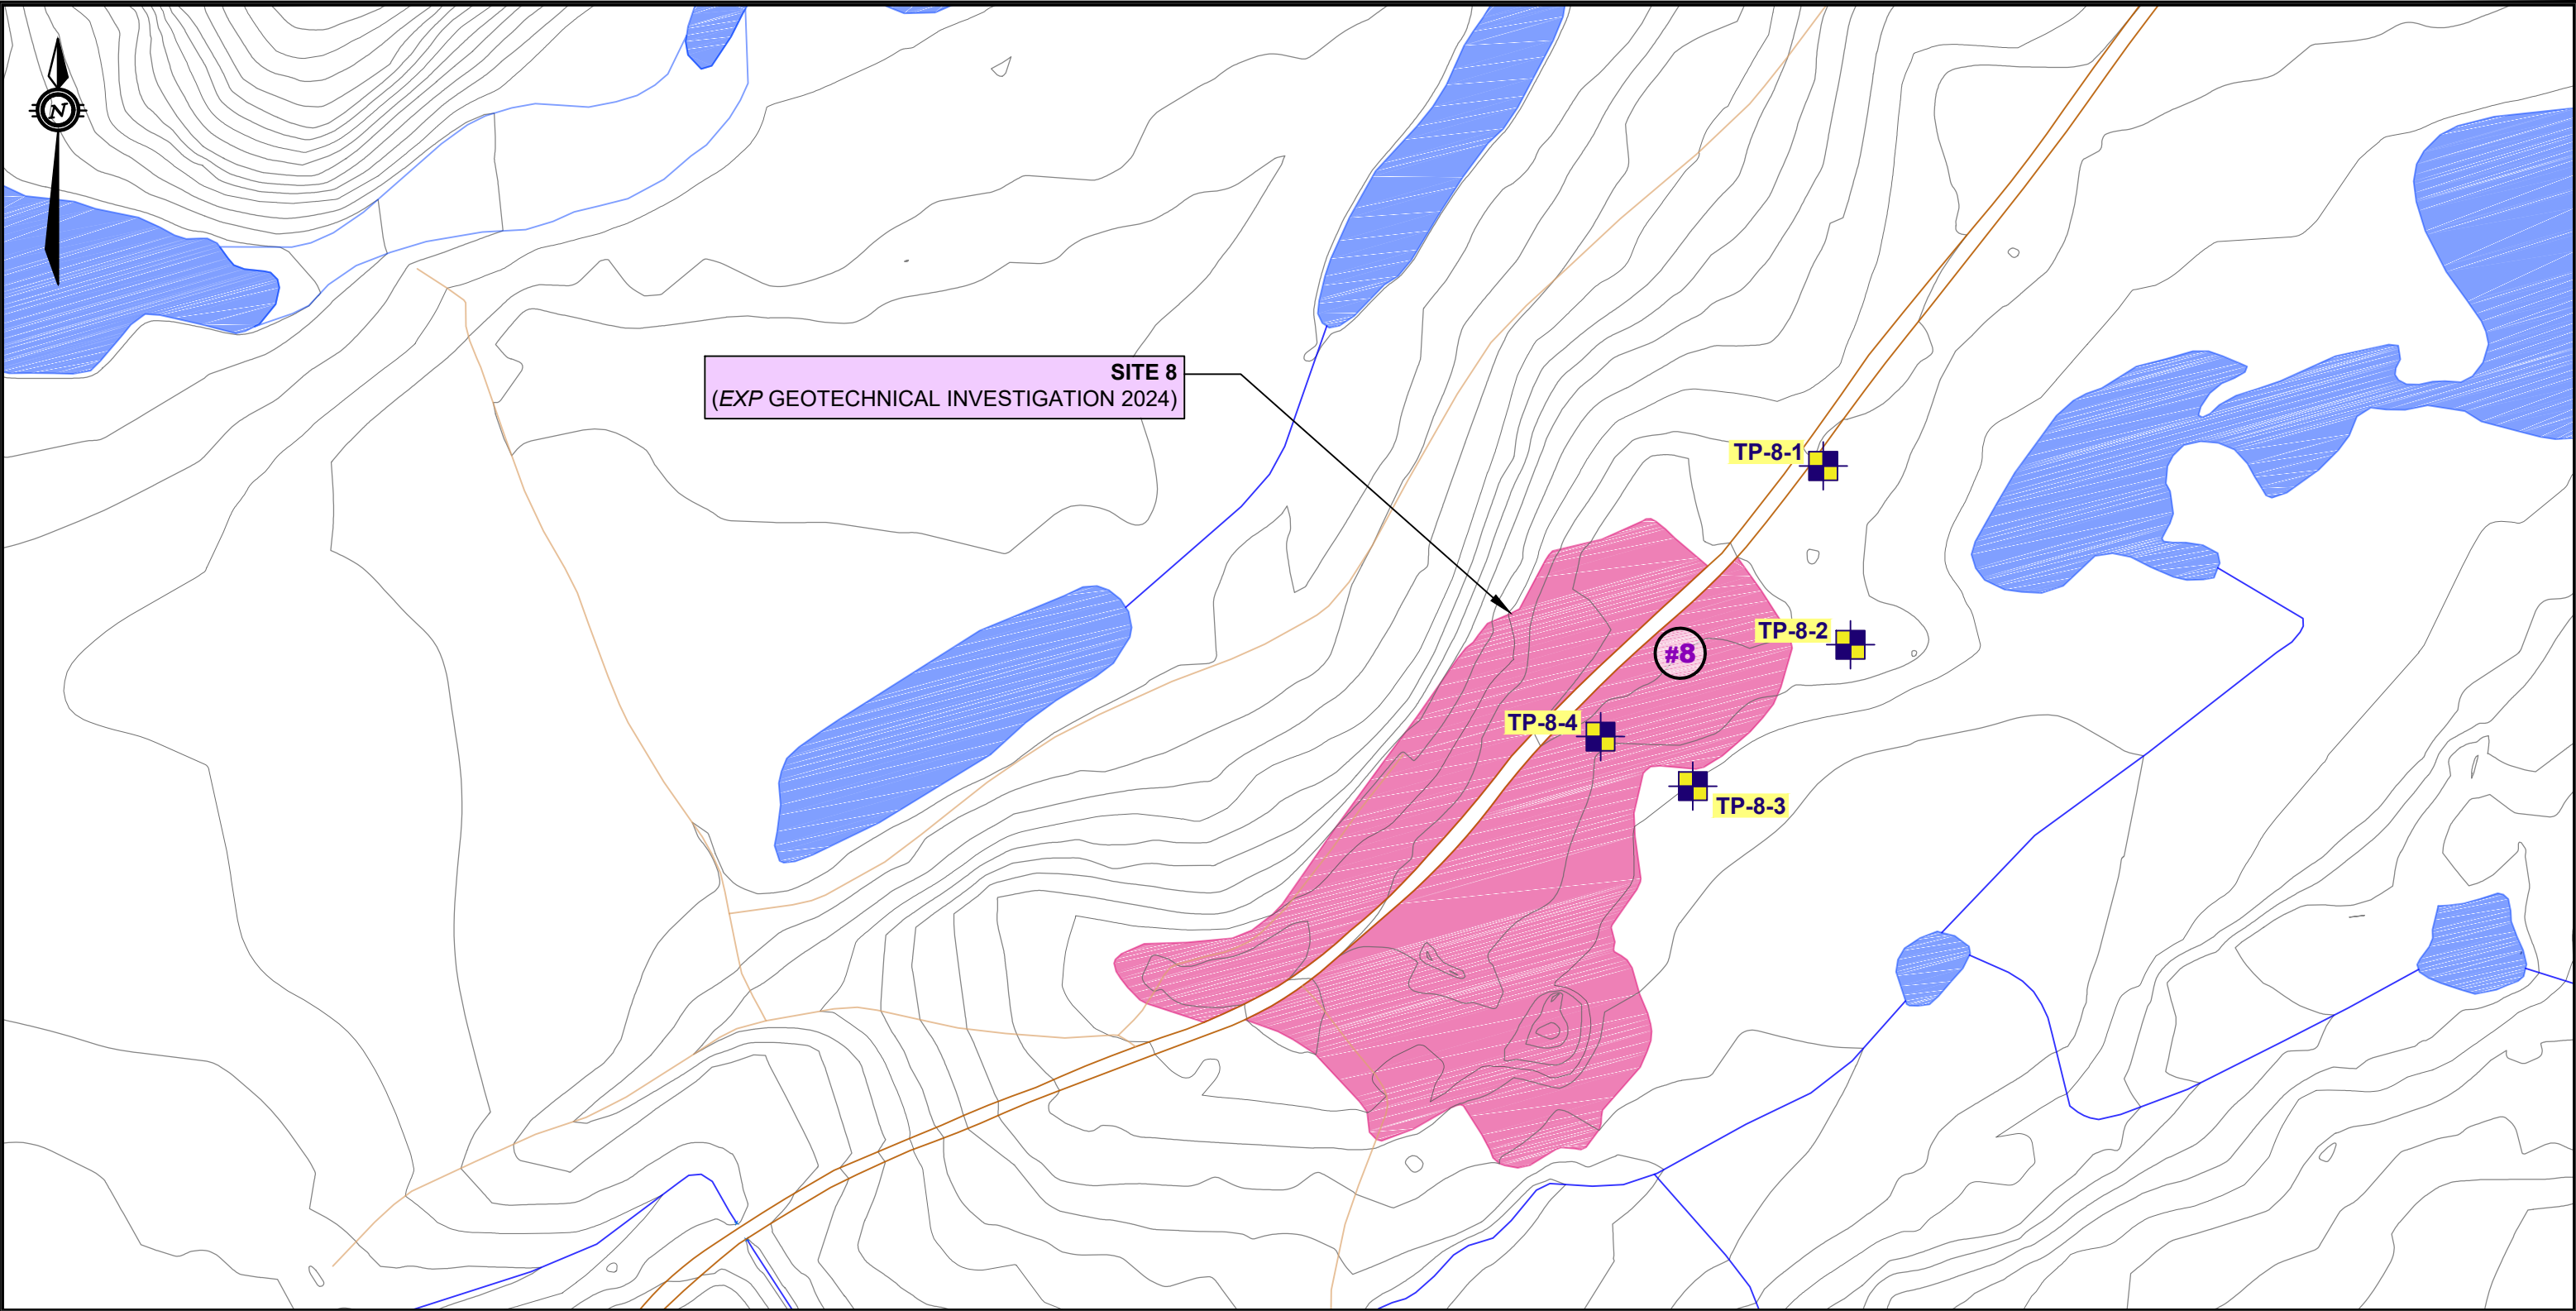 N
SITE 8
(EXP GEOTECHNICAL INVESTIGATION 2024)
TP-8-1
TP-8-2
#8
TP-8-4
TP-8-3